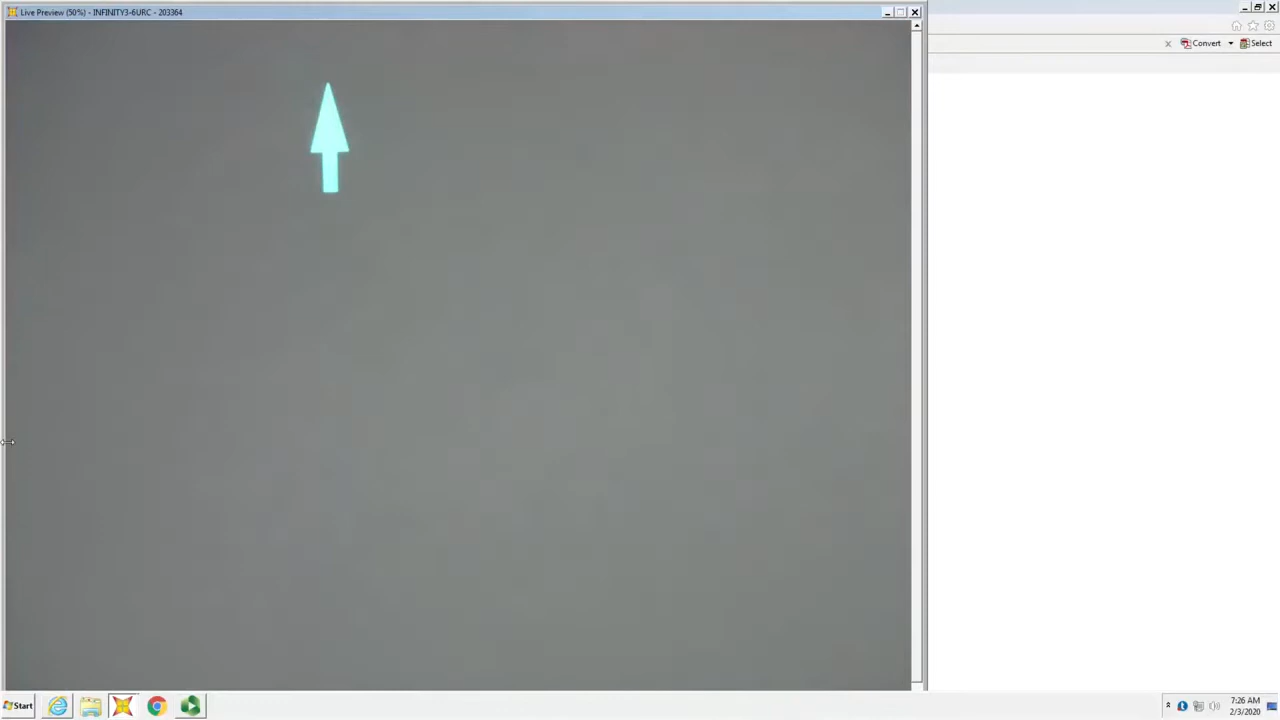 Live Preview (50%) - INFINITY3-6URC - 203364
Convert
Select
Start
7:26 AM
2/3/2020